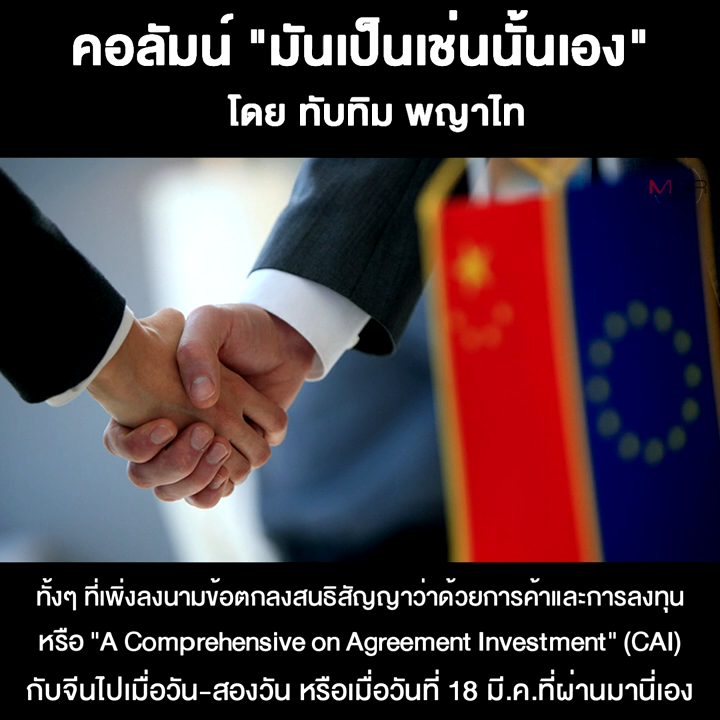 คอลัมน์ "มันเป็นเช่นนั้นเอง"
โดย ทับทิม พญาไท
ทั้งๆ ที่เพิ่งลงนามข้อตกลงสนธิสัญญาว่าด้วยการค้าและการลงทุน
หรือ "A Comprehensive on Agreement Investment" (CAI)
กับจีนไปเมื่อวัน-สองวัน หรือเมื่อวันที่ 18 มี.ค.ที่ผ่านมานี่เอง